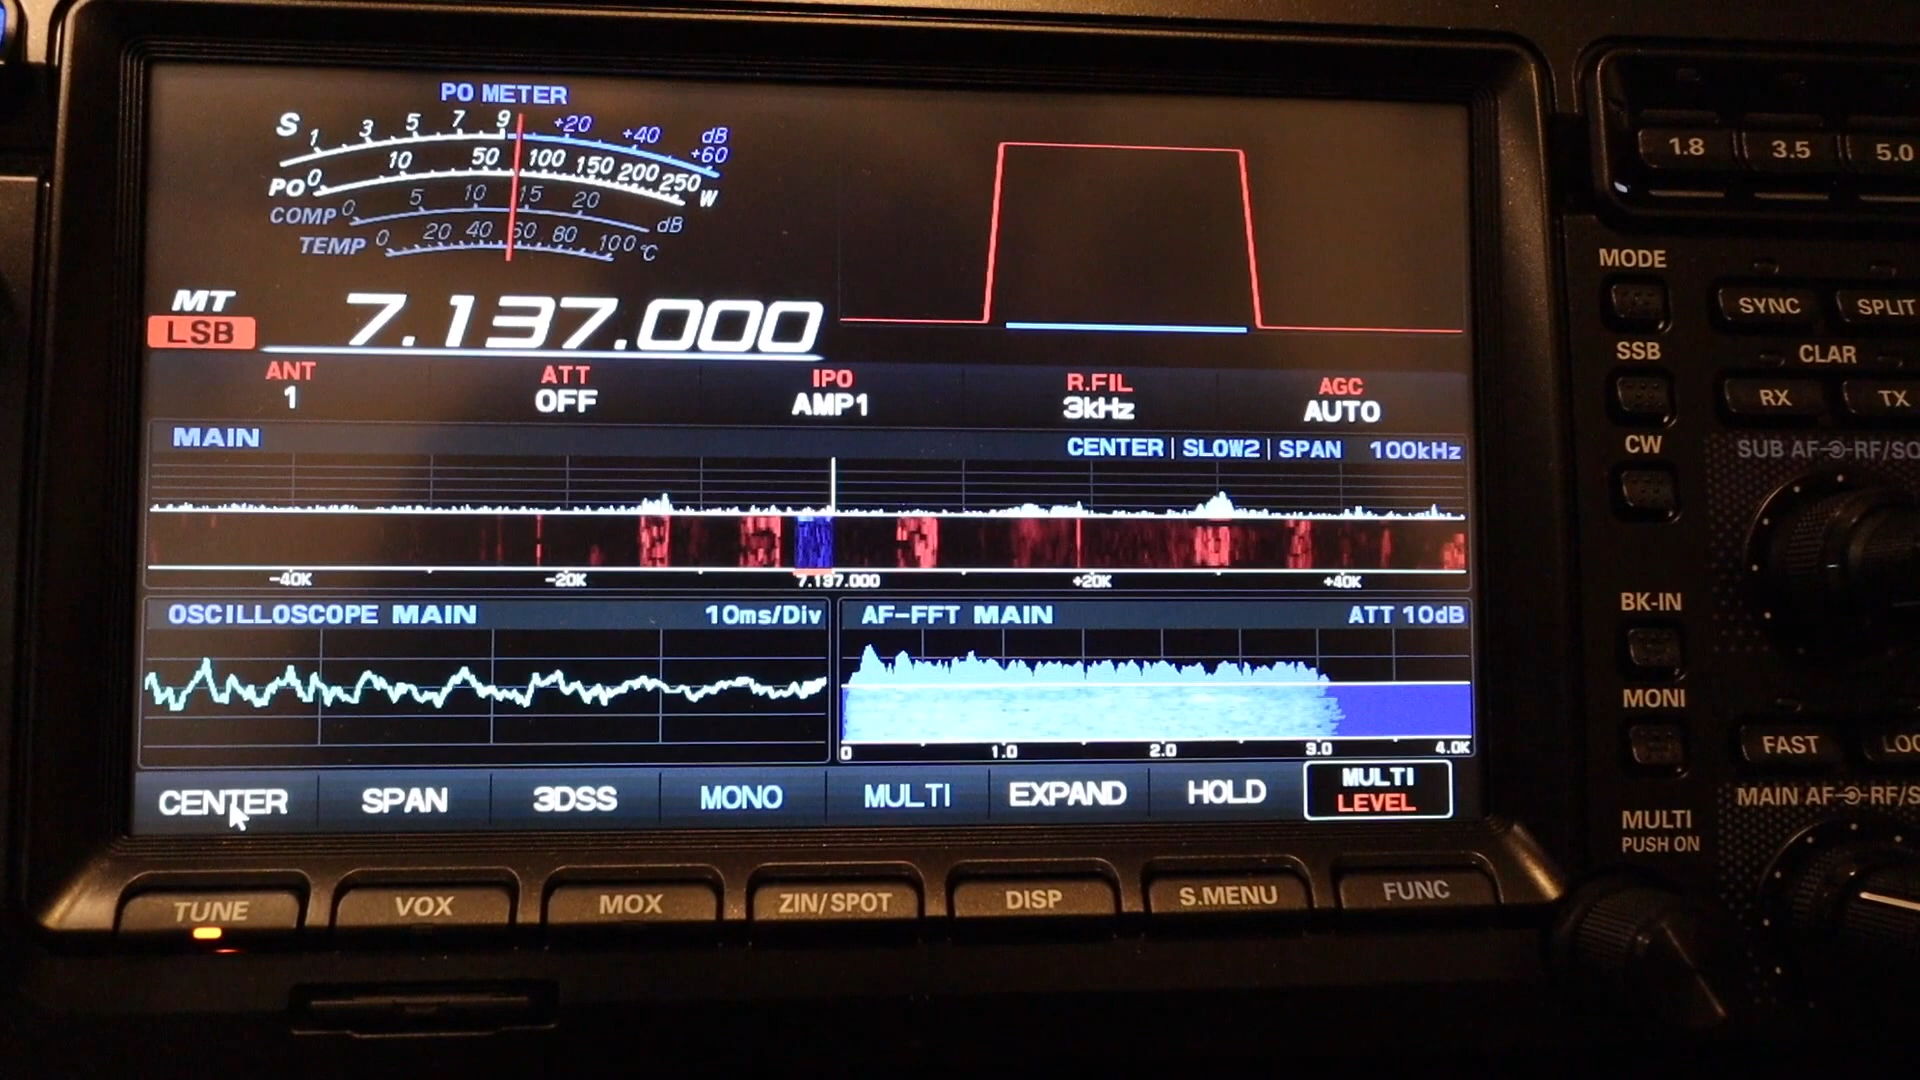 PO METER
S 1 3 5 7 9 +20 +40 +60 dB
PO 0 10 50 100 150 200 250 W
COMP 0 5 10 15 20 dB
TEMP 0 20 40 60 80 100 °C
MT
LSB
7.137.000
ANT
1
ATT
OFF
IPO
AMP1
R.FIL
3kHz
AGC
AUTO
MAIN
CENTER | SLOW2 | SPAN 100kHz
-40K -20K 7.137.000 +20K +40K
OSCILLOSCOPE MAIN 10ms/Div
AF-FFT MAIN ATT 10dB
0 1.0 2.0 3.0 4.0K
CENTER SPAN 3DSS MONO MULTI EXPAND HOLD
MULTI
LEVEL
TUNE VOX MOX ZIN/SPOT DISP S.MENU FUNC
1.8 3.5 5.0
MODE
SYNC SPLIT
SSB
CLAR
RX TX
CW
SUB AF RF/SQ
BK-IN
MONI
FAST
MAIN AF RF/S
MULTI
PUSH ON